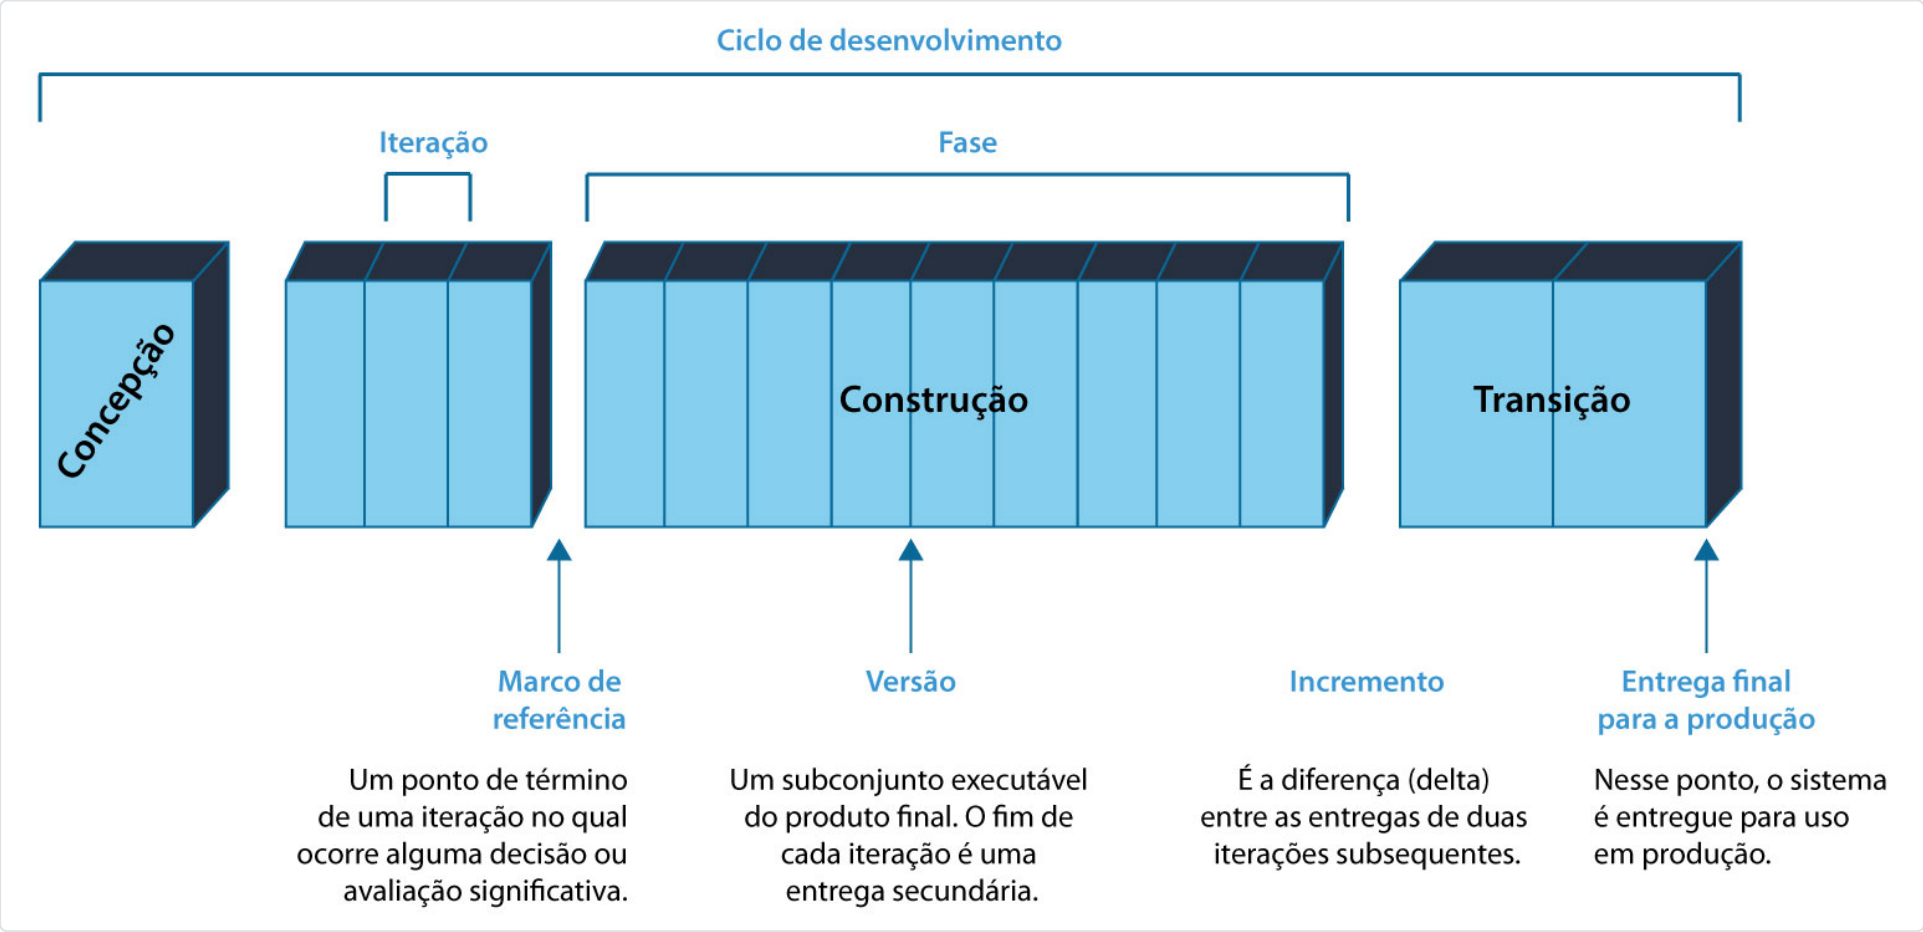 Ciclo de desenvolvimento
Iteração
Fase
Concepção
Construção
Transição
Marco de
referência
Um ponto de término
de uma iteração no qual
ocorre alguma decisão ou
avaliação significativa.
Versão
Um subconjunto executável
do produto final. O fim de
cada iteração é uma
entrega secundária.
Incremento
É a diferença (delta)
entre as entregas de duas
iterações subsequentes.
Entrega final
para a produção
Nesse ponto, o sistema
é entregue para uso
em produção.